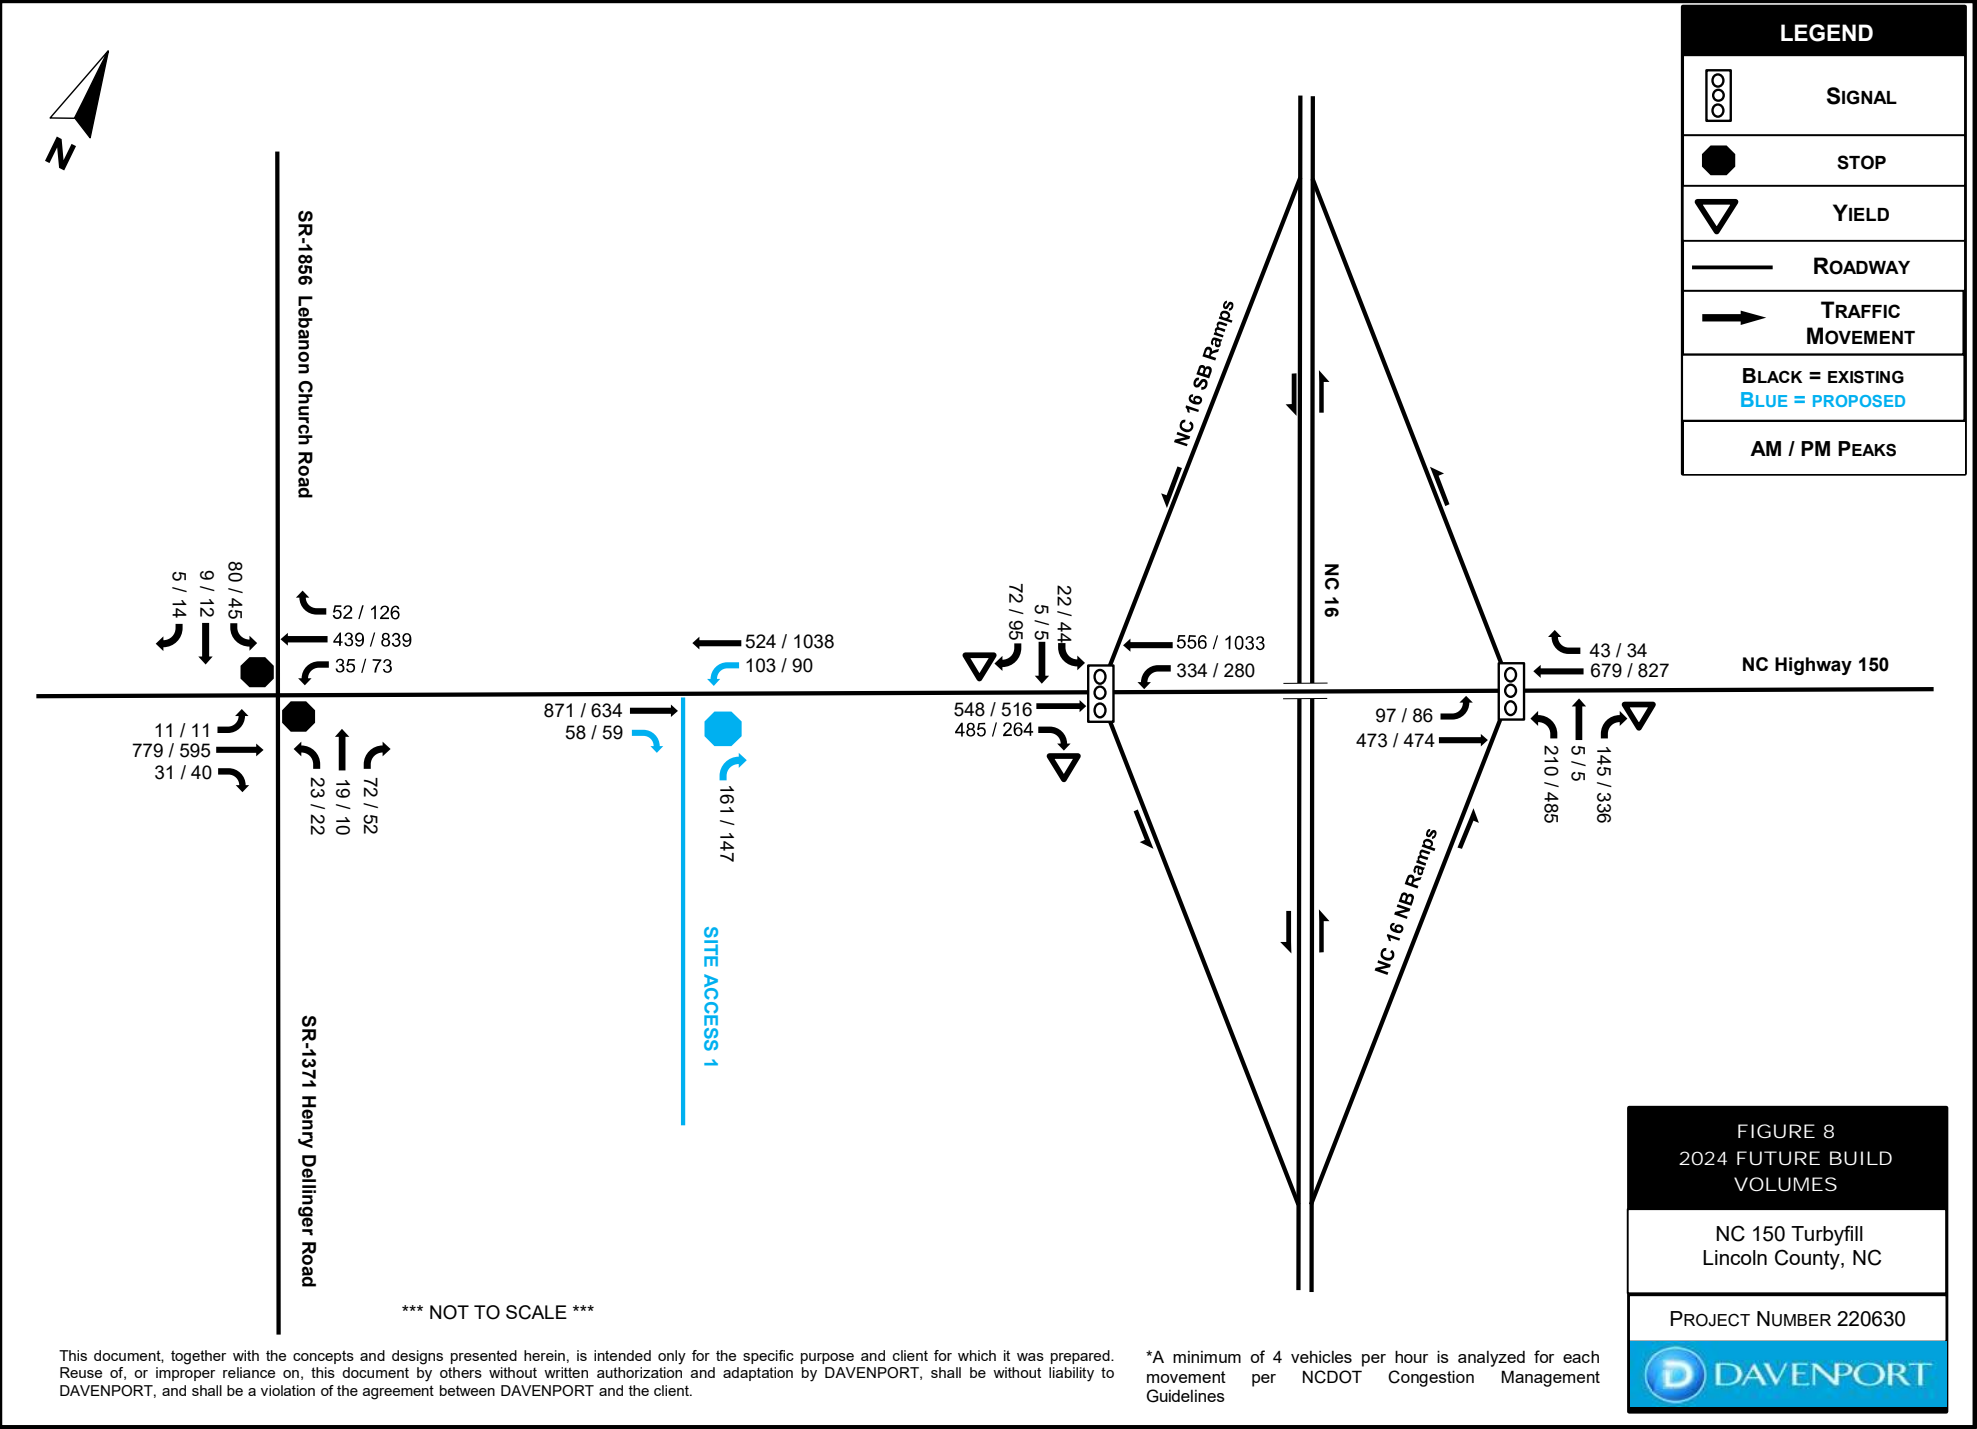 LEGEND
SIGNAL
STOP
YIELD
ROADWAY
TRAFFIC
MOVEMENT
BLACK = EXISTING
BLUE = PROPOSED
AM / PM PEAKS
N
SR-1856 Lebanon Church Road
NC 16 SB Ramps
NC 16
5 / 14
9 / 12
80 / 45
52 / 126
439 / 839
35 / 73
11 / 11
779 / 595
31 / 40
23 / 22
19 / 10
72 / 52
524 / 1038
103 / 90
871 / 634
58 / 59
161 / 147
72 / 95
5 / 5
22 / 44
556 / 1033
334 / 280
548 / 516
485 / 264
43 / 34
679 / 827
NC Highway 150
97 / 86
473 / 474
210 / 485
5 / 5
145 / 336
NC 16 NB Ramps
SITE ACCESS 1
SR-1371 Henry Dellinger Road
*** NOT TO SCALE ***
This document, together with the concepts and designs presented herein, is intended only for the specific purpose and client for which it was prepared.
Reuse of, or improper reliance on, this document by others without written authorization and adaptation by DAVENPORT, shall be without liability to
DAVENPORT, and shall be a violation of the agreement between DAVENPORT and the client.
*A minimum of 4 vehicles per hour is analyzed for each
movement per NCDOT Congestion Management
Guidelines
FIGURE 8
2024 FUTURE BUILD
VOLUMES
NC 150 Turbyfill
Lincoln County, NC
PROJECT NUMBER 220630
D DAVENPORT